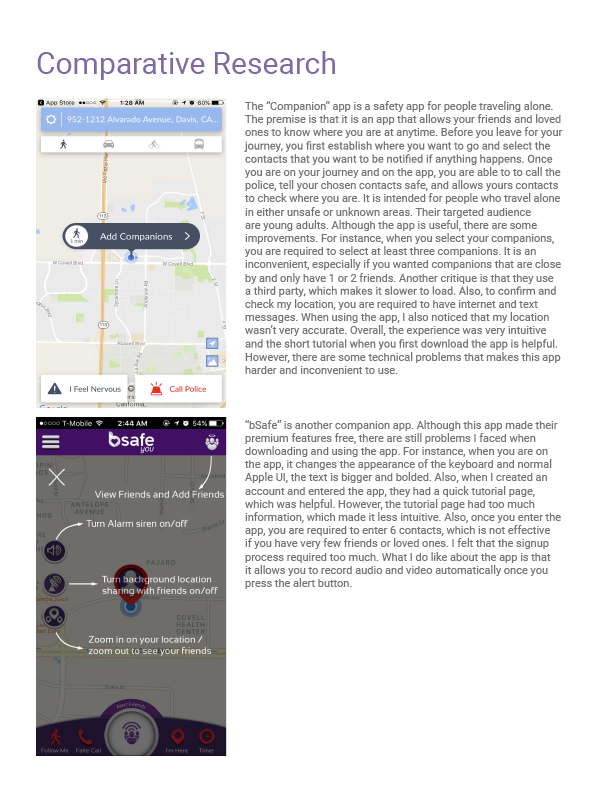 Comparative Research
App Store
1:28 AM
60%
952-1212 Alvarado Avenue, Davis, CA...
113
1 min
Add Companions
W Covell Blvd
W Covell Blvd
Sycamore Ln
Anderson Rd
113
Russell Blvd
I Feel Nervous
Call Police
California,
The “Companion” app is a safety app for people traveling alone.
The premise is that it is an app that allows your friends and loved
ones to know where you are at anytime. Before you leave for your
journey, you first establish where you want to go and select the
contacts that you want to be notified if anything happens. Once
you are on your journey and on the app, you are able to to call the
police, tell your chosen contacts safe, and allows yours contacts
to check where you are. It is intended for people who travel alone
in either unsafe or unknown areas. Their targeted audience
are young adults. Although the app is useful, there are some
improvements. For instance, when you select your companions,
you are required to select at least three companions. It is an
inconvenient, especially if you wanted companions that are close
by and only have 1 or 2 friends. Another critique is that they use
a third party, which makes it slower to load. Also, to confirm and
check my location, you are required to have internet and text
messages. When using the app, I also noticed that my location
wasn’t very accurate. Overall, the experience was very intuitive
and the short tutorial when you first download the app is helpful.
However, there are some technical problems that makes this app
harder and inconvenient to use.
T-Mobile
2:44 AM
54%
bsafe
you
View Friends and Add Friends
ANTELOPE
AVENUE
Turn Alarm siren on/off
PAJARO
Turn background location
sharing with friends on/off
COVELL
HEALTH
CENTER
Zoom in on your location /
zoom out to see your friends
Alert Friends
Follow Me
Fake Call
I'm Here
Timer
“bSafe” is another companion app. Although this app made their
premium features free, there are still problems I faced when
downloading and using the app. For instance, when you are on
the app, it changes the appearance of the keyboard and normal
Apple UI, the text is bigger and bolded. Also, when I created an
account and entered the app, they had a quick tutorial page,
which was helpful. However, the tutorial page had too much
information, which made it less intuitive. Also, once you enter the
app, you are required to enter 6 contacts, which is not effective
if you have very few friends or loved ones. I felt that the signup
process required too much. What I do like about the app is that
it allows you to record audio and video automatically once you
press the alert button.